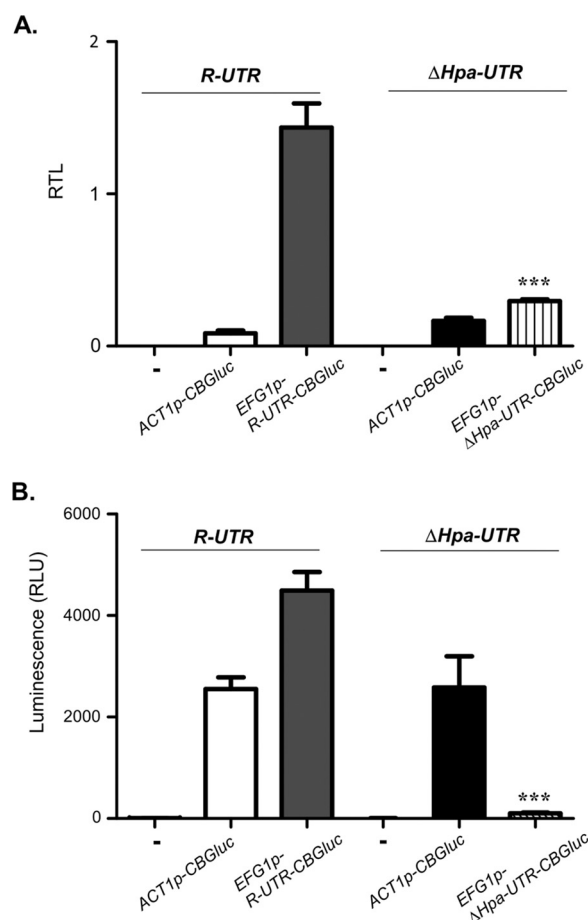 A.
2
R-UTR
ΔHpa-UTR
RTL
1
***
0
-
ACT1p-CBGluc
EFG1p-
R-UTR-CBGluc
-
ACT1p-CBGluc
EFG1p-
ΔHpa-UTR-CBGluc
B.
6000
R-UTR
ΔHpa-UTR
Luminescence (RLU)
4000
2000
***
0
-
ACT1p-CBGluc
EFG1p-
R-UTR-CBGluc
-
ACT1p-CBGluc
EFG1p-
ΔHpa-UTR-CBGluc